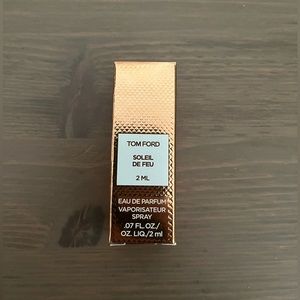 TOM FORD
SOLEIL
DE FEU
2 ML
EAU DE PARFUM
VAPORISATEUR
SPRAY
.07 FL.OZ./
OZ. LIQ./2 ml